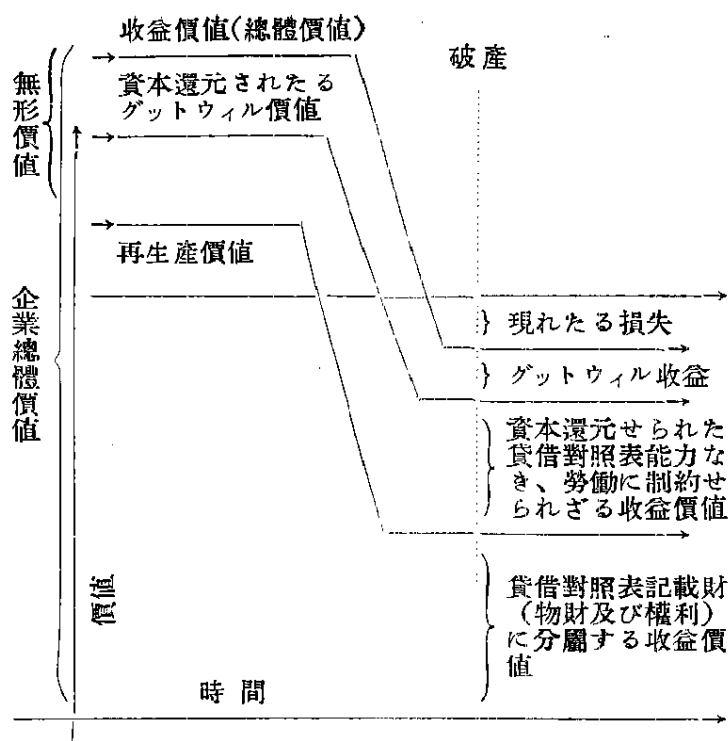 收益價値(總體價値)
破産
資本還元されたる
グットウィル價値
無形價値
再生産價値
企業總體價値
現れたる損失
グットウィル收益
資本還元せられた
貸借對照表能力な
き、勞働に制約せ
られざる收益價値
價値
貸借對照表記載財
(物財及び權利)
に分屬する收益價
値
時間